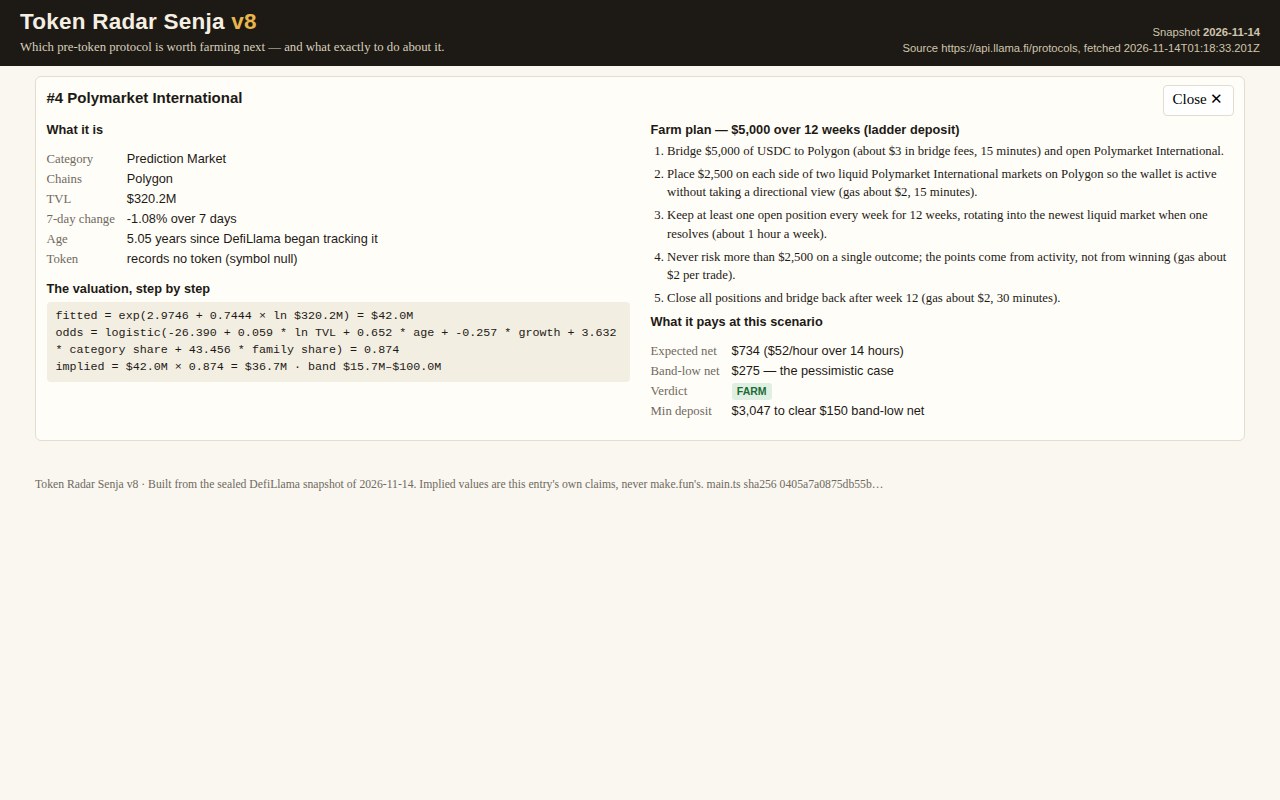 Token Radar Senja v8
Which pre-token protocol is worth farming next — and what exactly to do about it.
Snapshot 2026-11-14
Source https://api.llama.fi/protocols, fetched 2026-11-14T01:18:33.201Z
#4 Polymarket International
Close ✕
What it is
Category Prediction Market
Chains Polygon
TVL $320.2M
7-day change -1.08% over 7 days
Age 5.05 years since DefiLlama began tracking it
Token records no token (symbol null)
The valuation, step by step
fitted = exp(2.9746 + 0.7444 × ln $320.2M) = $42.0M
odds = logistic(-26.390 + 0.059 * ln TVL + 0.652 * age + -0.257 * growth + 3.632
* category share + 43.456 * family share) = 0.874
implied = $42.0M × 0.874 = $36.7M · band $15.7M–$100.0M
Farm plan — $5,000 over 12 weeks (ladder deposit)
1. Bridge $5,000 of USDC to Polygon (about $3 in bridge fees, 15 minutes) and open Polymarket International.
2. Place $2,500 on each side of two liquid Polymarket International markets on Polygon so the wallet is active
without taking a directional view (gas about $2, 15 minutes).
3. Keep at least one open position every week for 12 weeks, rotating into the newest liquid market when one
resolves (about 1 hour a week).
4. Never risk more than $2,500 on a single outcome; the points come from activity, not from winning (gas about
$2 per trade).
5. Close all positions and bridge back after week 12 (gas about $2, 30 minutes).
What it pays at this scenario
Expected net $734 ($52/hour over 14 hours)
Band-low net $275 — the pessimistic case
Verdict FARM
Min deposit $3,047 to clear $150 band-low net
Token Radar Senja v8 · Built from the sealed DefiLlama snapshot of 2026-11-14. Implied values are this entry's own claims, never make.fun's. main.ts sha256 0405a7a0875db55b…